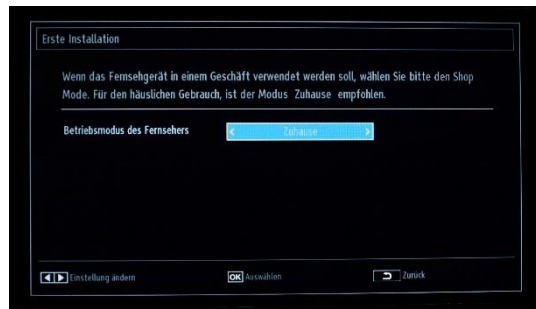 Erste Installation
Wenn das Fernsehgerät in einem Geschäft verwendet werden soll, wählen Sie bitte den Shop
Mode. Für den häuslichen Gebrauch, ist der Modus Zuhause empfohlen.
Betriebsmodus des Fernsehers
Zuhause
Einstellung ändern
OK Auswählen
Zurück